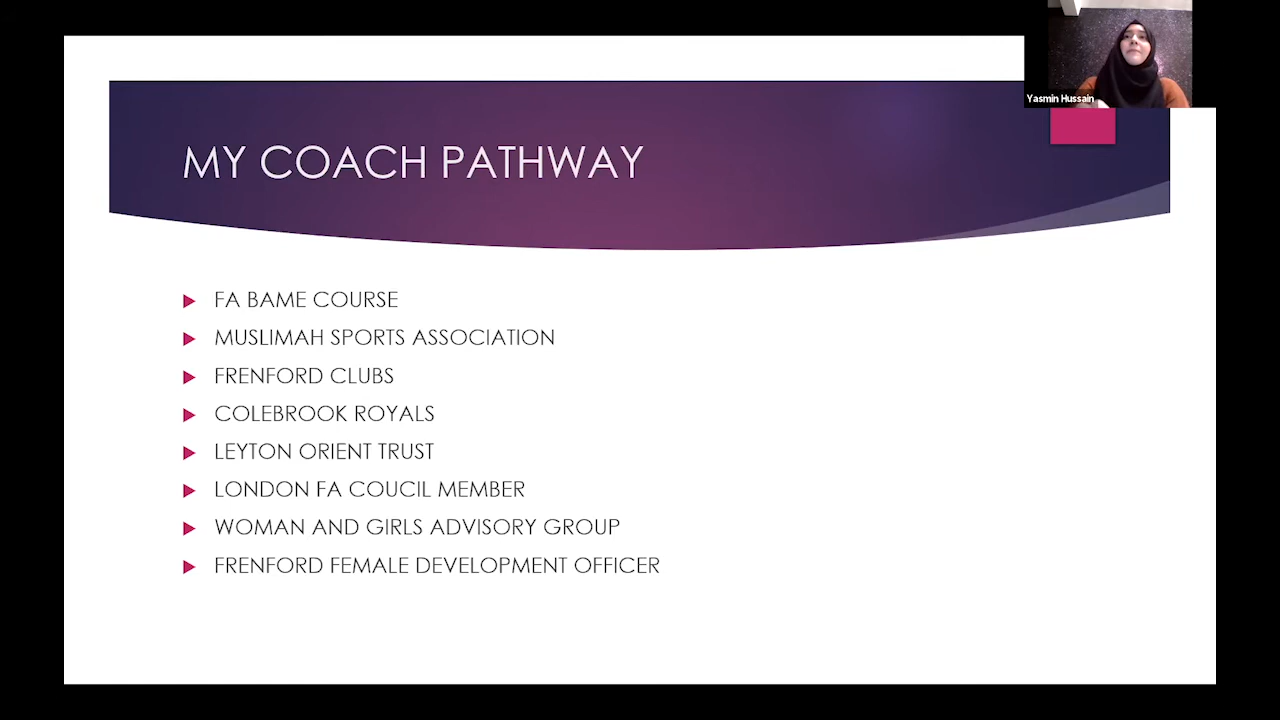 Yasmin Hussain
MY COACH PATHWAY
FA BAME COURSE
MUSLIMAH SPORTS ASSOCIATION
FRENFORD CLUBS
COLEBROOK ROYALS
LEYTON ORIENT TRUST
LONDON FA COUCIL MEMBER
WOMAN AND GIRLS ADVISORY GROUP
FRENFORD FEMALE DEVELOPMENT OFFICER